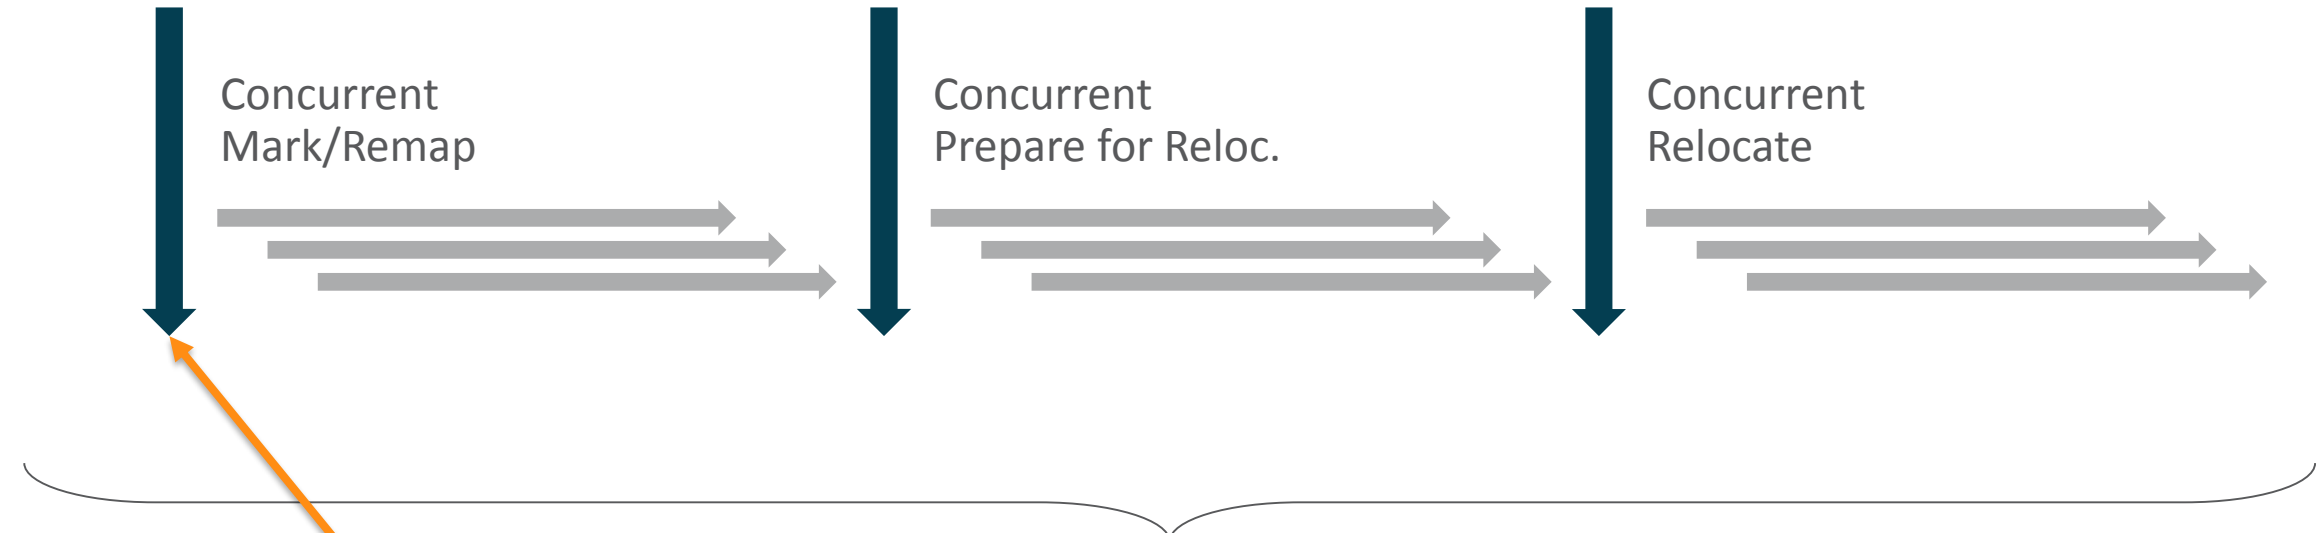 Concurrent
Mark/Remap
Concurrent
Prepare for Reloc.
Concurrent
Relocate